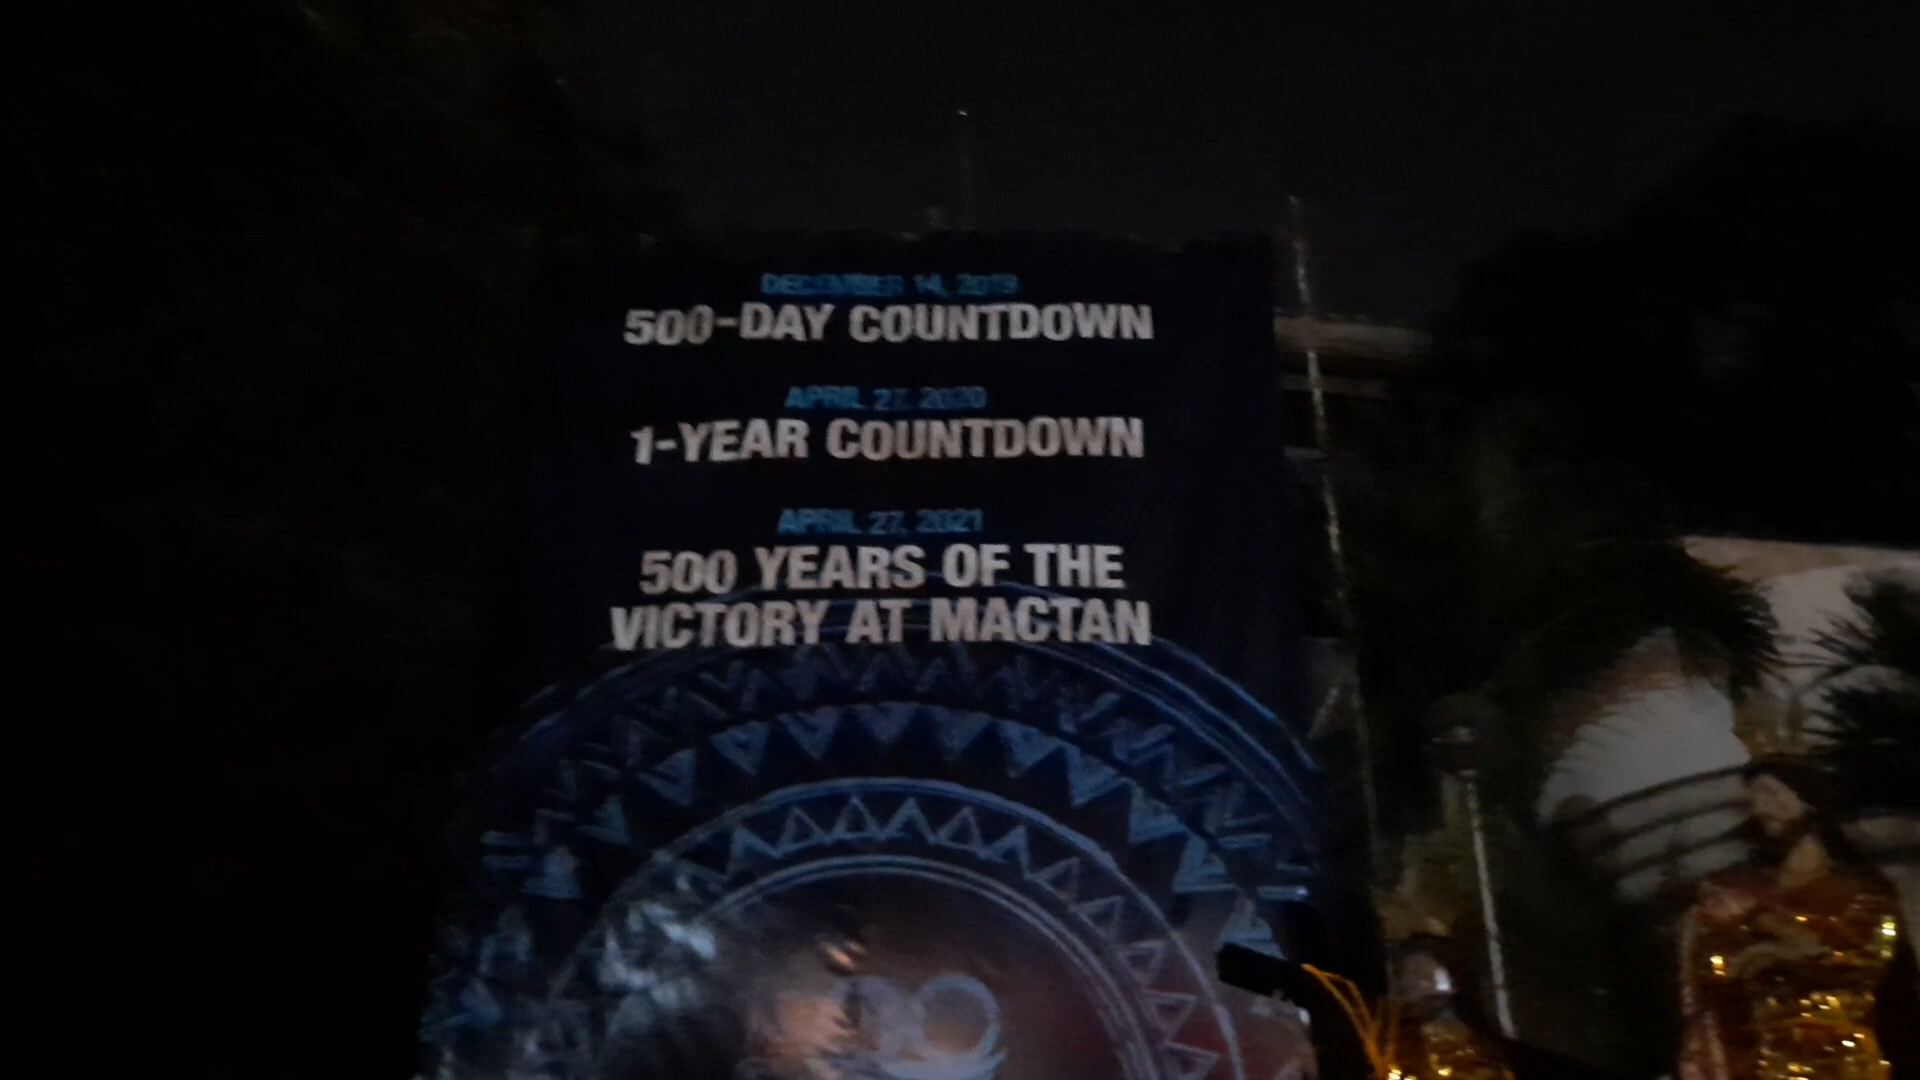 DECEMBER 14, 2019
500-DAY COUNTDOWN
APRIL 27, 2020
1-YEAR COUNTDOWN
APRIL 27, 2021
500 YEARS OF THE
VICTORY AT MACTAN